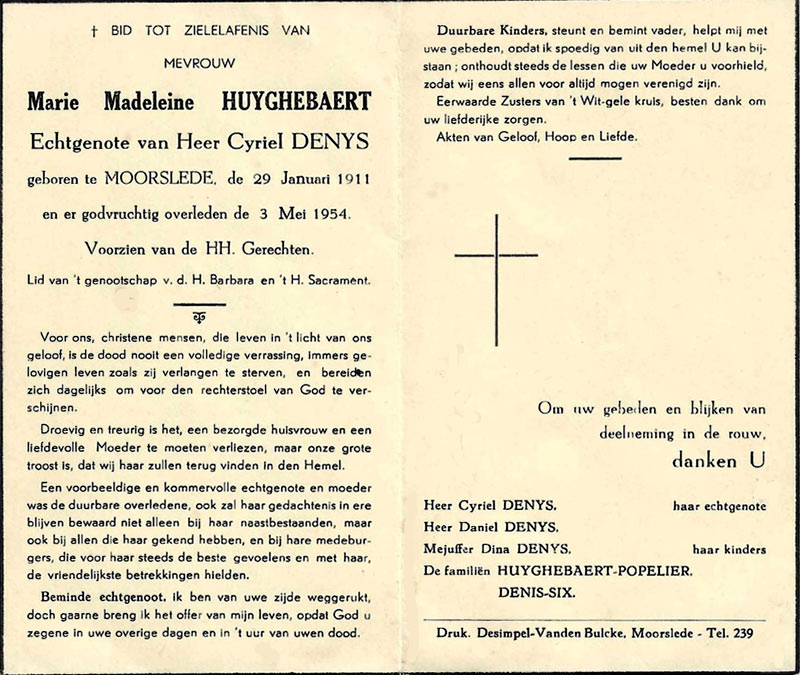 † BID TOT ZIELELAFENIS VAN
MEVROUW
Marie Madeleine HUYGHEBAERT
Echtgenote van Heer Cyriel DENYS
geboren te MOORSLEDE, de 29 Januari 1911
en er godvruchtig overleden de 3 Mei 1954.
Voorzien van de HH. Gerechten.
Lid van 't genootschap v. d. H. Barbara en 't H. Sacrament.
Voor ons, christene mensen, die leven in 't licht van ons
geloof, is de dood nooit een volledige verrassing, immers ge-
lovigen leven zoals zij verlangen te sterven, en bereiden
zich dagelijks om voor den rechterstoel van God te ver-
schijnen.
Droevig en treurig is het, een bezorgde huisvrouw en een
liefdevolle Moeder te moeten verliezen, maar onze grote
troost is, dat wij haar zullen terug vinden in den Hemel.
Een voorbeeldige en kommervolle echtgenote en moeder
was de duurbare overledene, ook zal haar gedachtenis in ere
blijven bewaard niet alleen bij haar naastbestaanden, maar
ook bij allen die haar gekend hebben, en bij hare medebur-
gers, die voor haar steeds de beste gevoelens en met haar,
de vriendelijkste betrekkingen hielden.
Beminde echtgenoot, ik ben van uwe zijde weggerukt,
doch gaarne breng ik het offer van mijn leven, opdat God u
zegene in uwe overige dagen en in 't uur van uwen dood.
Duurbare Kinders, steunt en bemint vader, helpt mij met
uwe gebeden, opdat ik spoedig van uit den hemel U kan bij-
staan ; onthoudt steeds de lessen die uw Moeder u voorhield,
zodat wij eens allen voor altijd mogen verenigd zijn.
Eerwaarde Zusters van 't Wit-gele kruis, besten dank om
uw liefderijke zorgen.
Akten van Geloof, Hoop en Liefde.
Om uw gebeden en blijken van
deelneming in de rouw,
danken U
Heer Cyriel DENYS, haar echtgenote
Heer Daniel DENYS,
Mejuffer Dina DENYS, haar kinders
De familiën HUYGHEBAERT-POPELIER,
DENIS-SIX.
Druk. Desimpel-Vanden Bulcke, Moorslede - Tel. 239